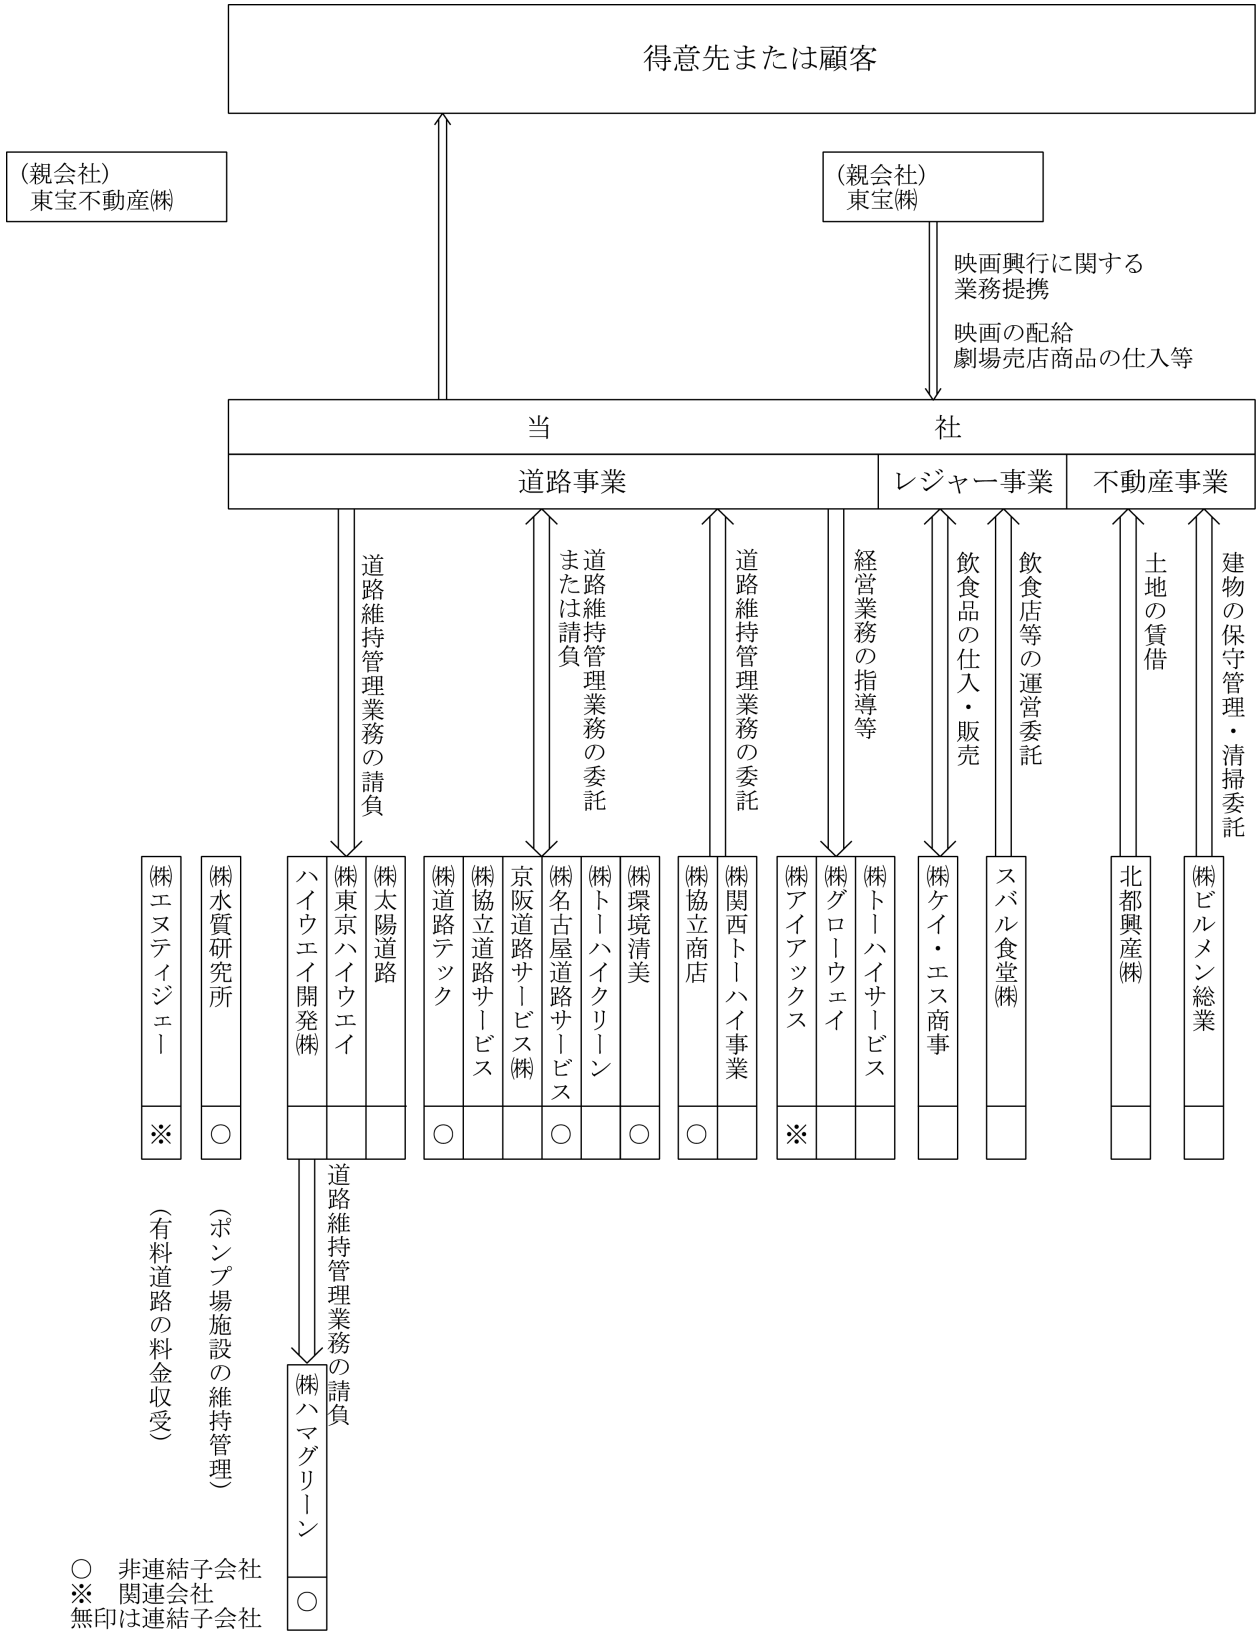 得意先または顧客
（親会社）
東宝不動産㈱
（親会社）
東宝㈱
映画興行に関する
業務提携
映画の配給
劇場売店商品の仕入等
当社
道路事業
レジャー事業
不動産事業
道路維持管理業務の請負
道路維持管理業務の委託
または請負
道路維持管理業務の委託
経営業務の指導等
飲食品の仕入・販売
飲食店等の運営委託
土地の賃借
建物の保守管理・清掃委託
㈱エヌティジェー
※
㈱水質研究所
○
ハイウエイ開発㈱
㈱東京ハイウエイ
㈱太陽道路
㈱道路テック
○
㈱協立道路サービス
京阪道路サービス㈱
㈱名古屋道路サービス
○
㈱トーハイクリーン
㈱環境清美
○
㈱協立商店
○
㈱関西トーハイ事業
㈱アイアックス
※
㈱グローウェイ
㈱トーハイサービス
㈱ケイ・エス商事
スバル食堂㈱
北都興産㈱
㈱ビルメン総業
（有料道路の料金収受）
（ポンプ場施設の維持管理）
道路維持管理業務の請負
㈱ハマグリーン
○
○　非連結子会社
※　関連会社
無印は連結子会社